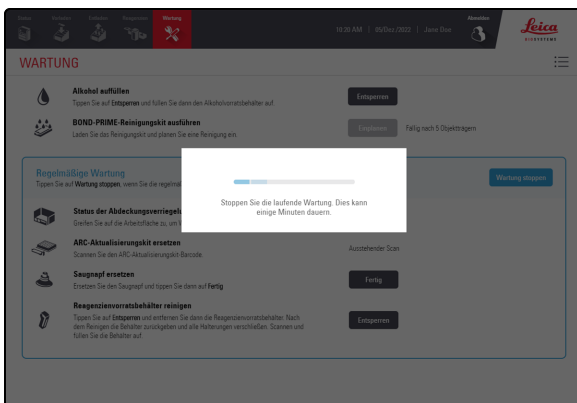 Status
Vorfallen
Entladen
Reagenzien
Wartung
10:36 AM | 05/Dec/2022 | Jane Doe
Abmelden
Leica
BIOSYSTEMS
WARTUNG
Alkohol auffüllen
Tippen Sie auf Entsperren und füllen Sie dann den Alkoholvorratsbehälter auf.
Entsperren
BOND-PRIME-Reinigungskit ausführen
Laden Sie das Reinigungskit und planen Sie eine Reinigung ein.
Einplanen
Fällig nach 5 Objektträgern
Regelmäßige Wartung
Tippen Sie auf Wartung stoppen, wenn Sie die regelmäß
Wartung stoppen
Stoppen Sie die laufende Wartung. Dies kann
einige Minuten dauern.
Status der Abdeckungsverriegelu
Greifen Sie auf die Arbeitsfläche zu, um
ARC-Aktualisierungskit ersetzen
Scannen Sie den ARC-Aktualisierungskit-Barcode.
Ausstehender Scan
Saugnapf ersetzen
Ersetzen Sie den Saugnapf und tippen Sie dann auf Fertig
Fertig
Reagenzienvorratsbehälter reinigen
Tippen Sie auf Entsperren und entfernen Sie dann die Reagenzienvorratsbehälter. Nach
dem Reinigen die Behälter zurückgeben und alle Halterungen verschließen. Scannen und
füllen Sie die Behälter auf.
Entsperren